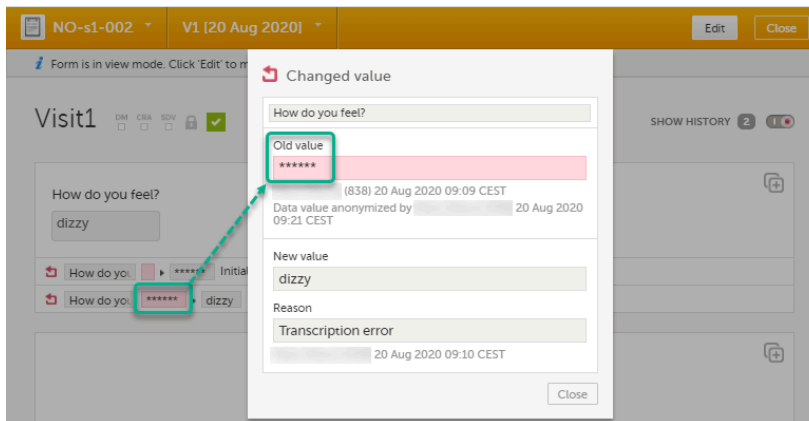 NO-s1-002 V1 [20 Aug 2020] Edit Close
i Form is in view mode. Click 'Edit' to m
Changed value
Visit1 DM CRA SDV
SHOW HISTORY 2
How do you feel?
Old value
******
(838) 20 Aug 2020 09:09 CEST
Data value anonymized by 20 Aug 2020
09:21 CEST
New value
dizzy
Reason
Transcription error
20 Aug 2020 09:10 CEST
Close
How do you feel?
dizzy
How do you ****** Initial
How do you ****** dizzy